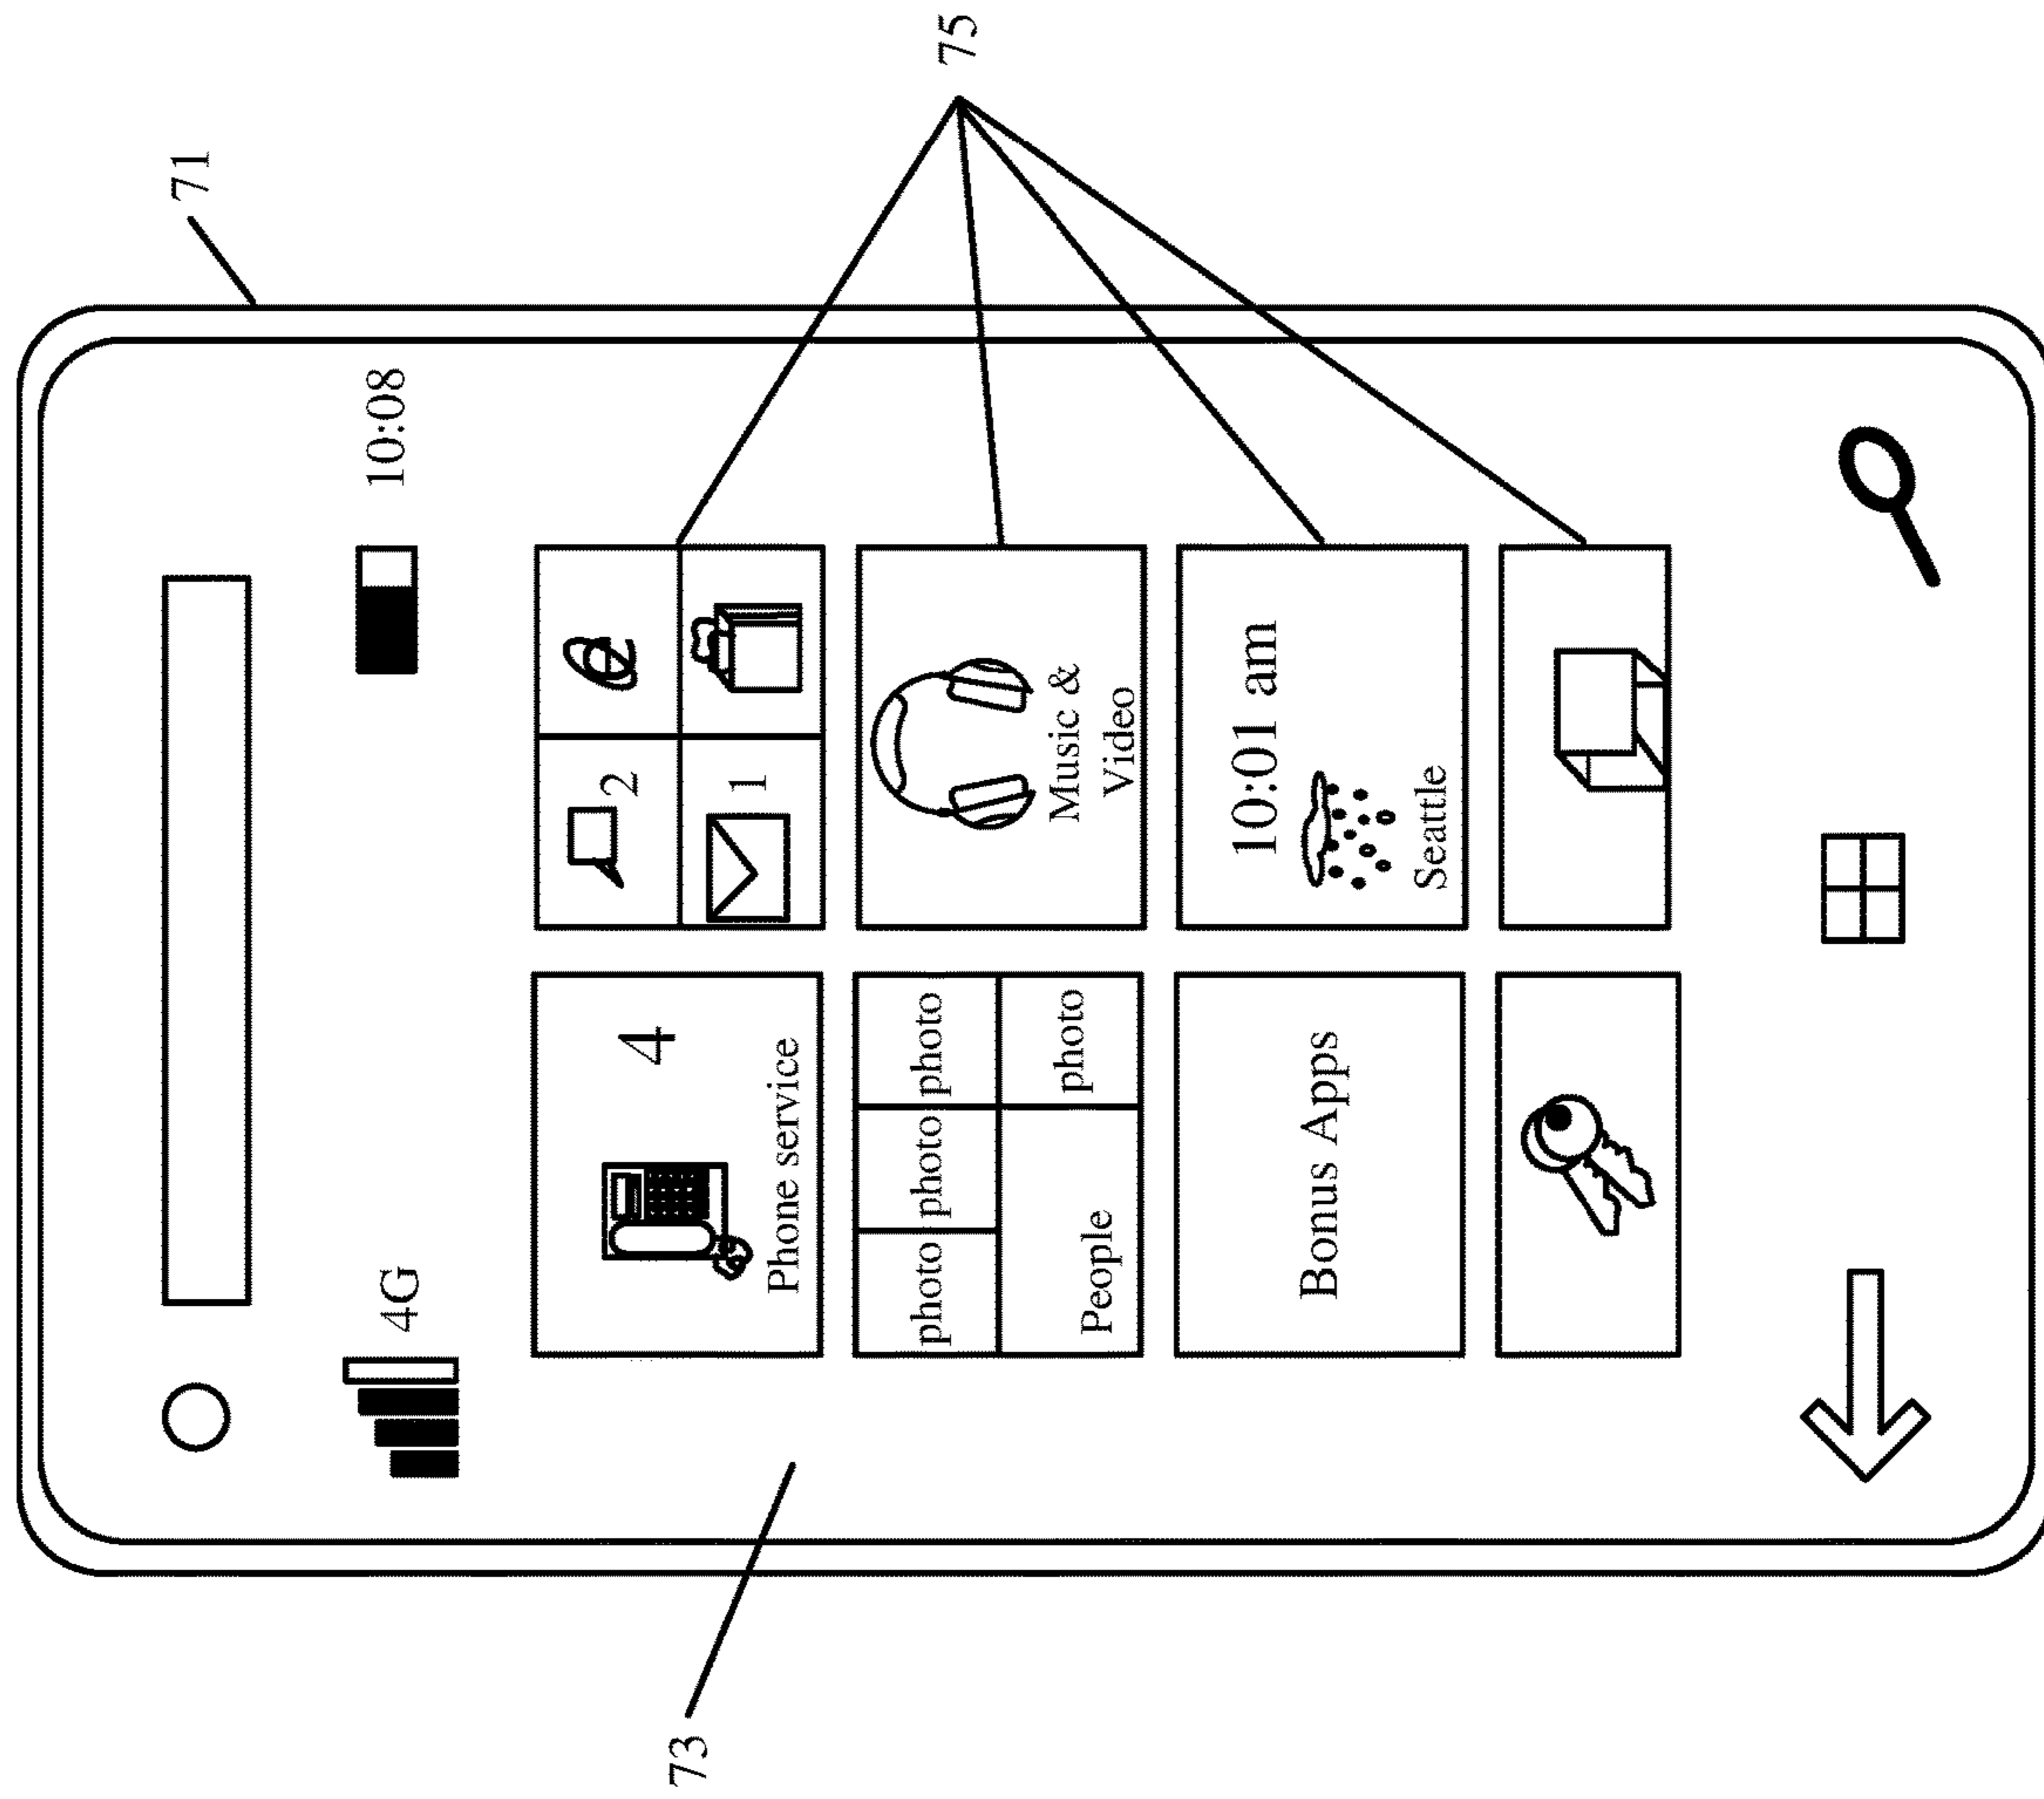 71
4G
10:08
4
Phone service
2
1
73
photo photo photo
People
photo
Music &
Video
75
Bonus Apps
10:01 am
Seattle